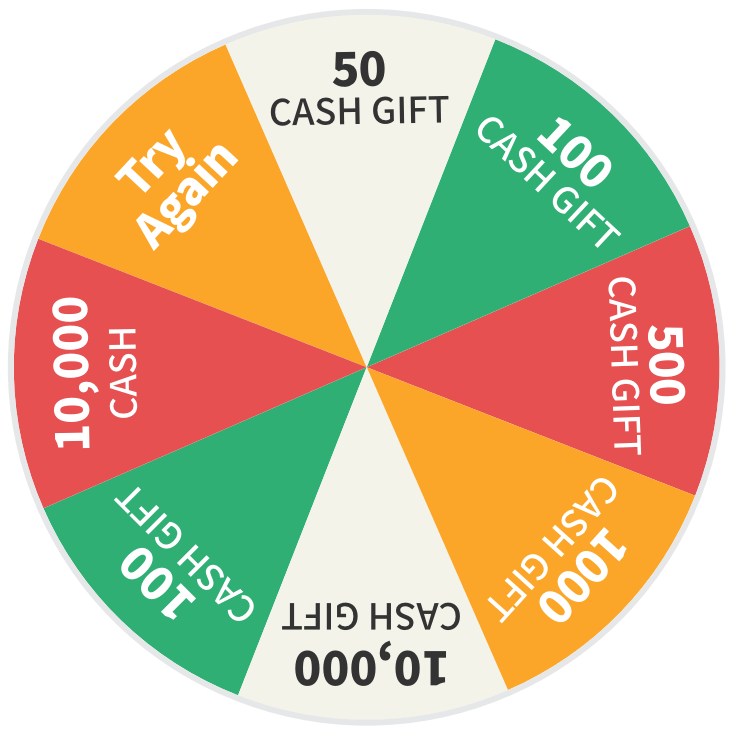 50
CASH GIFT
100
CASH GIFT
500
CASH GIFT
1000
CASH GIFT
10,000
CASH GIFT
100
CASH GIFT
10,000
CASH
Try
Again